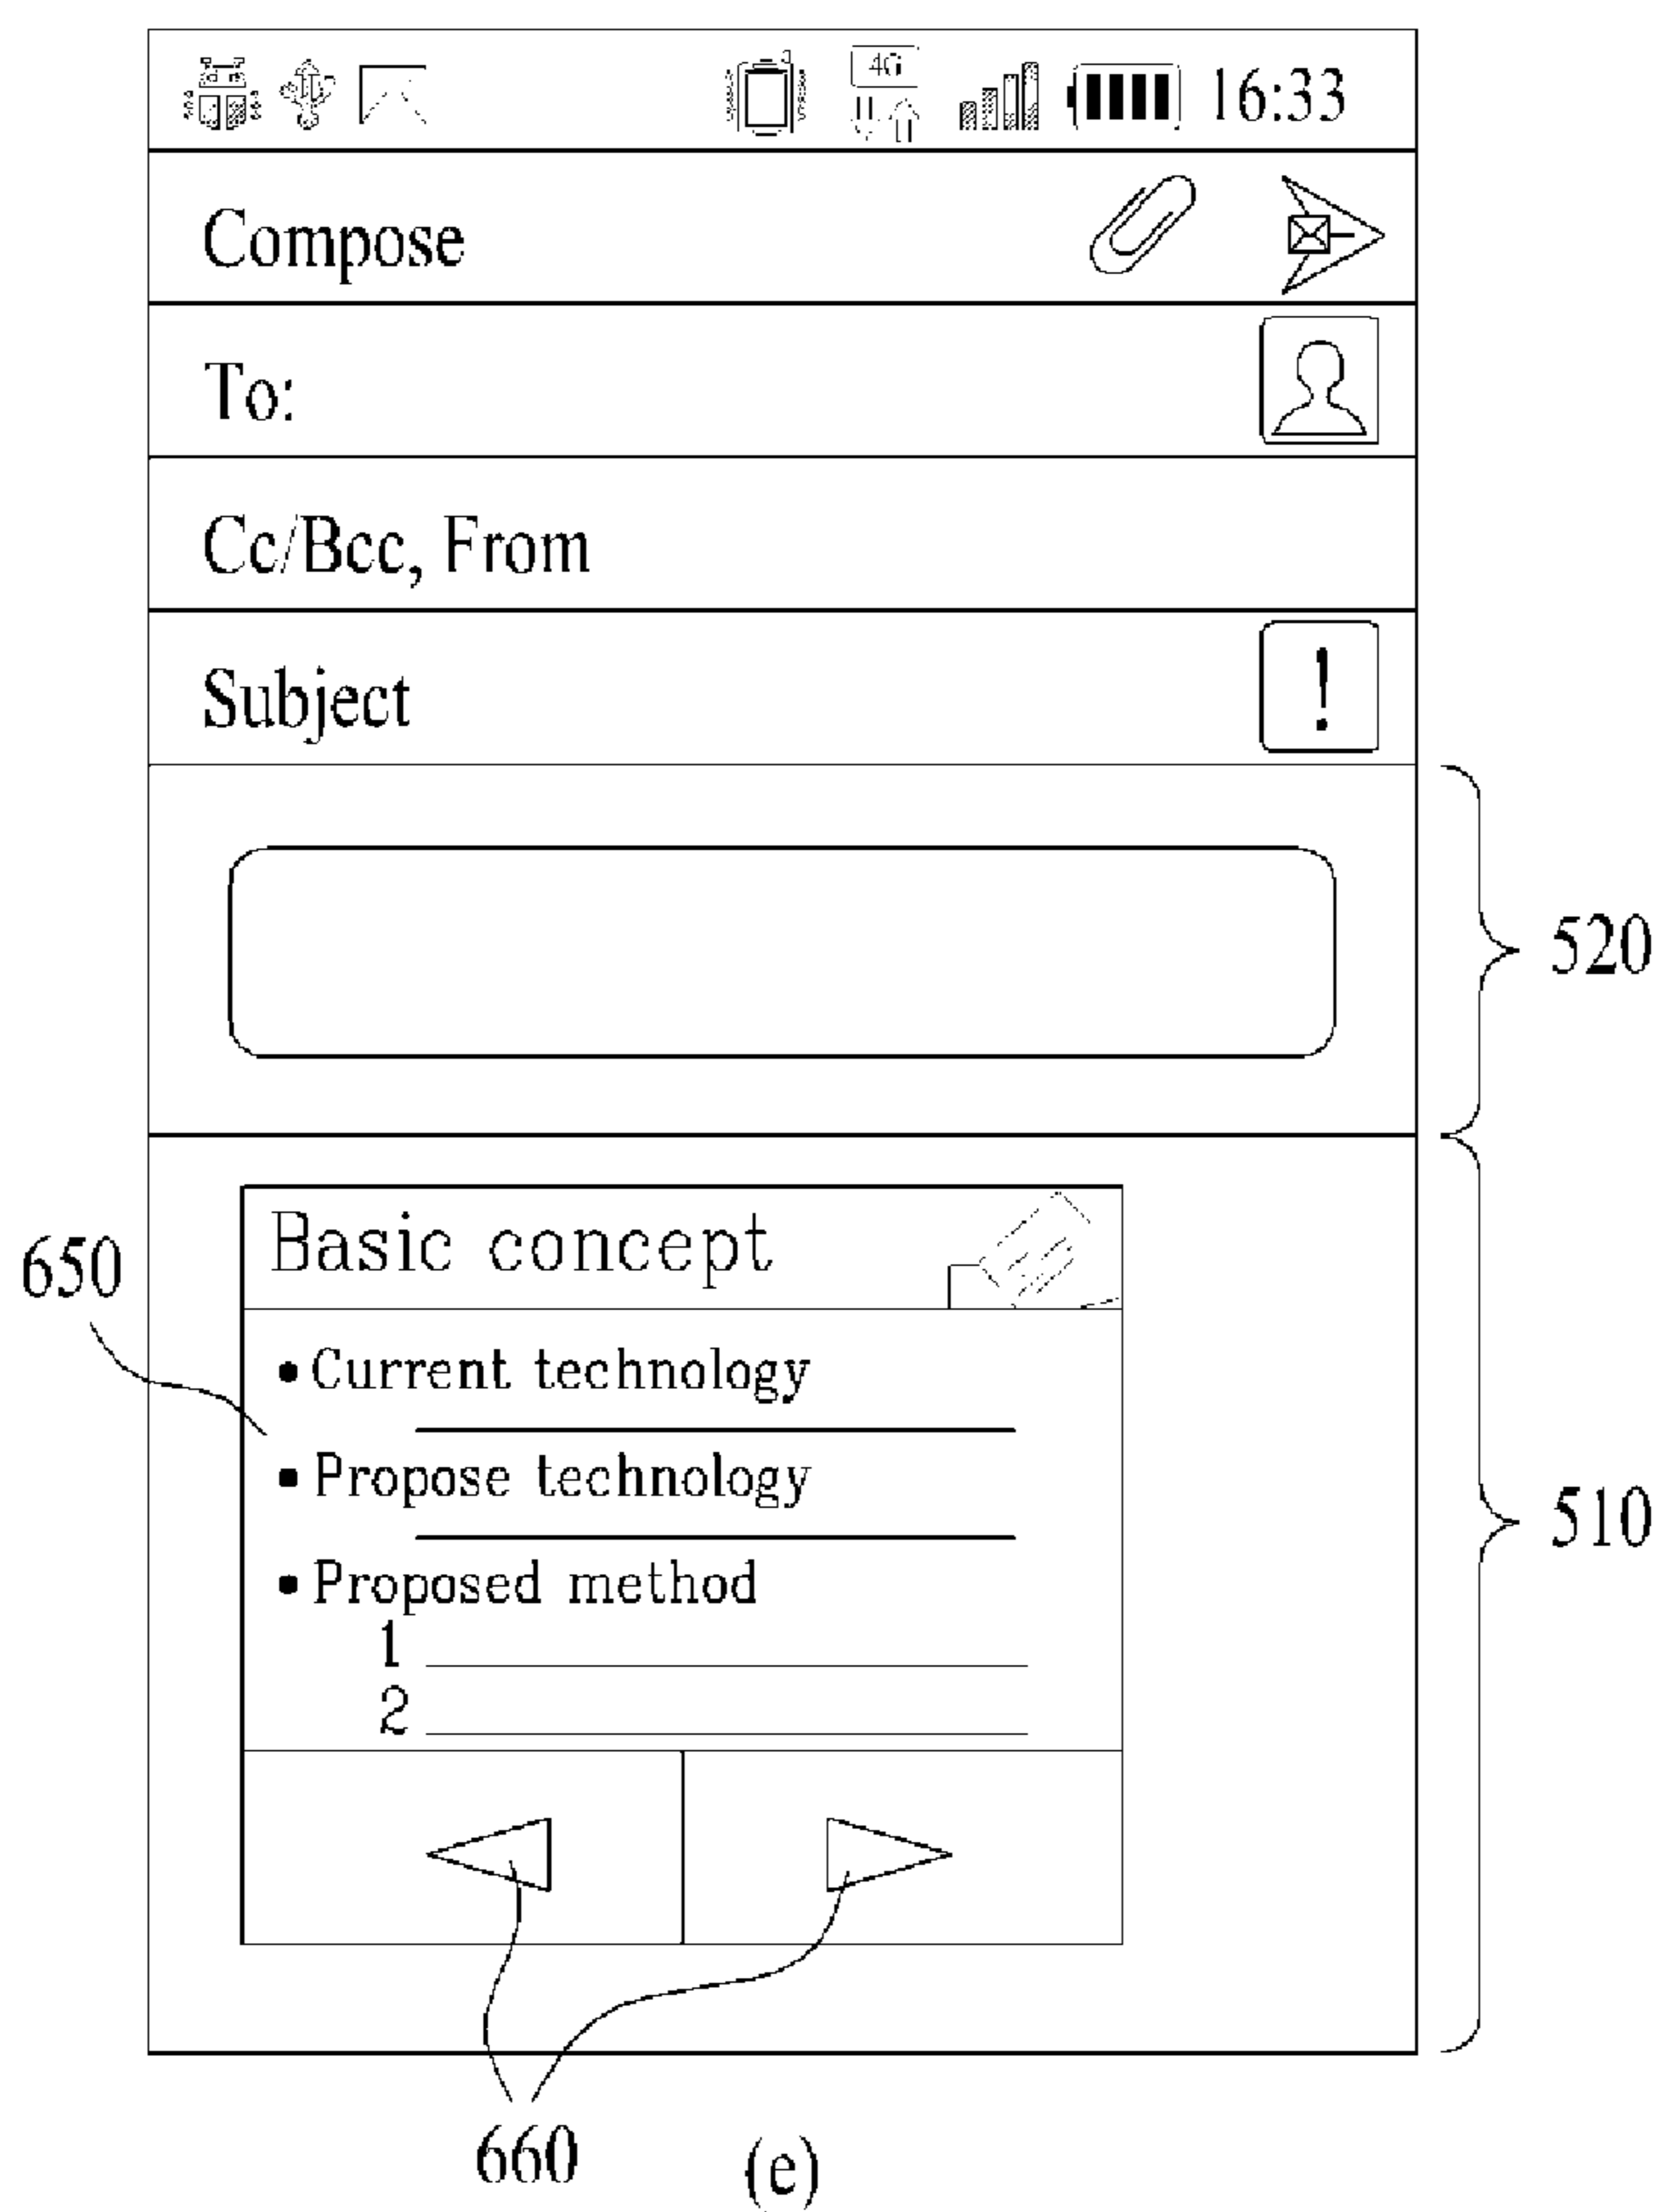 4G 16:33
Compose
To:
Cc/Bcc, From
Subject !
520
Basic concept
650
• Current technology
• Propose technology
510
• Proposed method
1
2
660
(e)